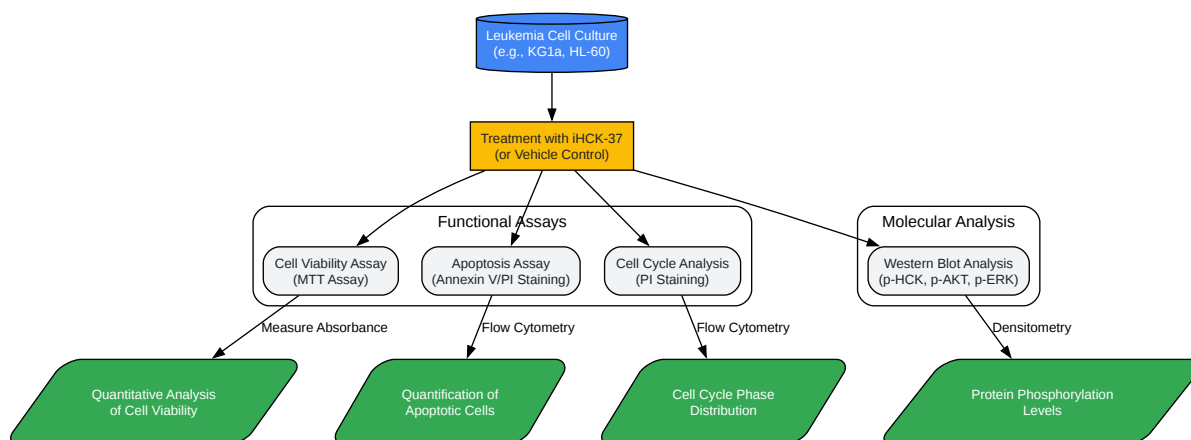 Leukemia Cell Culture
(e.g., KG1a, HL-60)
Treatment with iHCK-37
(or Vehicle Control)
Functional Assays
Molecular Analysis
Cell Viability Assay
(MTT Assay)
Apoptosis Assay
(Annexin V/PI Staining)
Cell Cycle Analysis
(PI Staining)
Western Blot Analysis
(p-HCK, p-AKT, p-ERK)
Measure Absorbance
Flow Cytometry
Flow Cytometry
Densitometry
Quantitative Analysis
of Cell Viability
Quantification of
Apoptotic Cells
Cell Cycle Phase
Distribution
Protein Phosphorylation
Levels